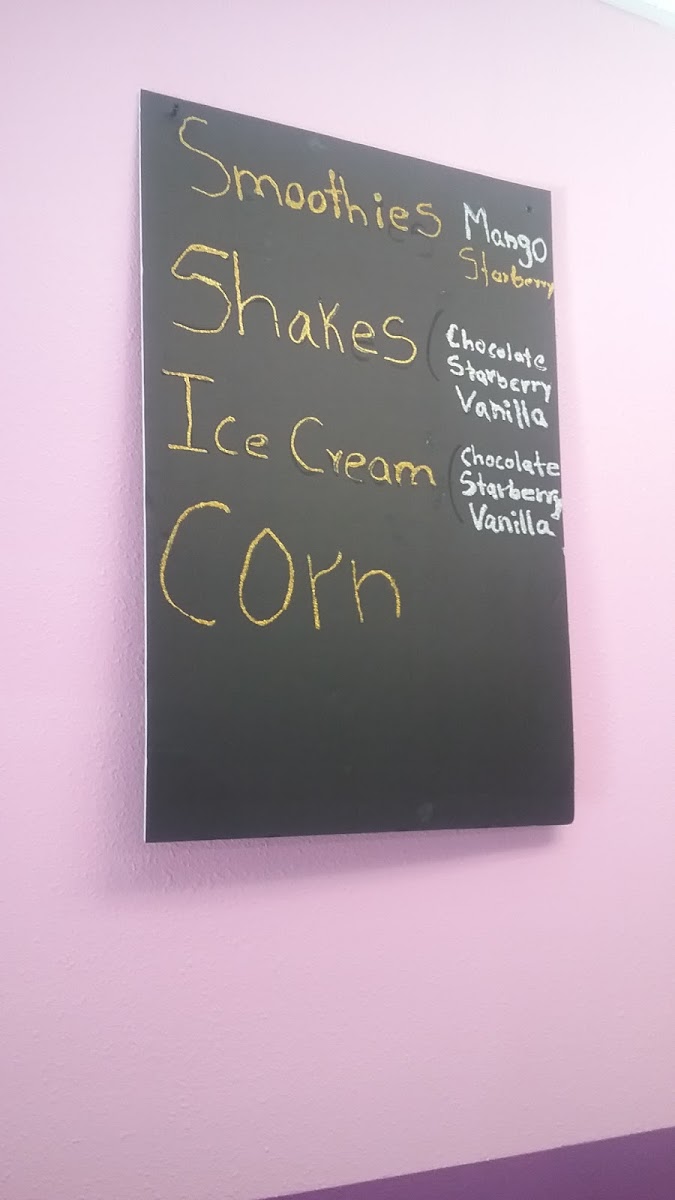 Smoothies Mango
Starberry
Shakes (Chocolate
Starberry
Vanilla
Ice Cream (Chocolate
Starberry
Vanilla
Corn